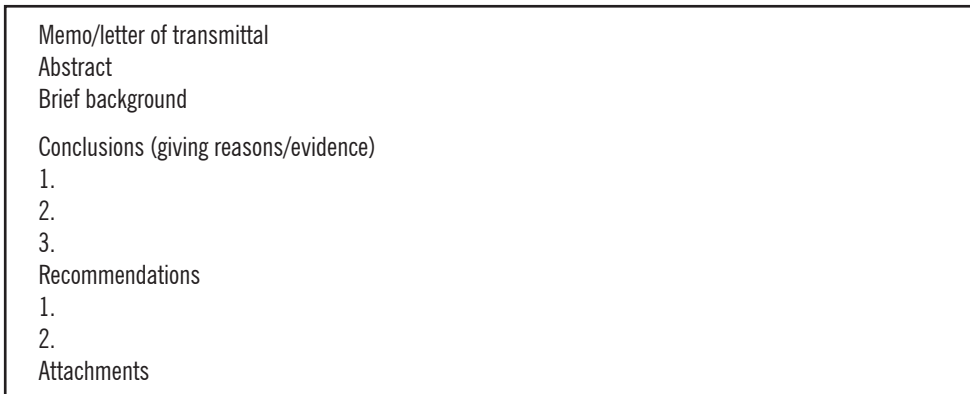 Memo/letter of transmittal
Abstract
Brief background
Conclusions (giving reasons/evidence)
1.
2.
3.
Recommendations
1.
2.
Attachments